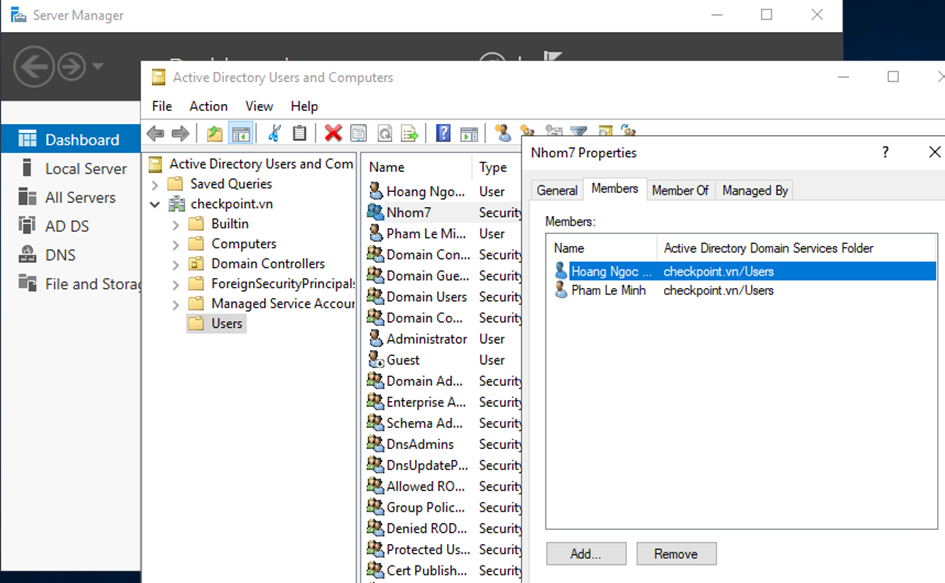 Server Manager
Active Directory Users and Computers
File Action View Help
Dashboard
Local Server
All Servers
AD DS
DNS
File and Storag
Active Directory Users and Com
Saved Queries
checkpoint.vn
Builtin
Computers
Domain Controllers
ForeignSecurityPrincipals
Managed Service Accour
Users
Name Type
Hoang Ngo... User
Nhom7 Security
Pham Le Mi... User
Domain Con... Security
Domain Gue... Security
Domain Users Security
Domain Co... Security
Administrator User
Guest User
Domain Ad... Security
Enterprise A... Security
Schema Ad... Security
DnsAdmins Security
DnsUpdateP... Security
Allowed RO... Security
Group Polic... Security
Denied ROD... Security
Protected Us... Security
Cert Publish... Security
Nhom7 Properties
General Members Member Of Managed By
Members:
Name Active Directory Domain Services Folder
Hoang Ngoc ... checkpoint.vn/Users
Pham Le Minh checkpoint.vn/Users
Add... Remove